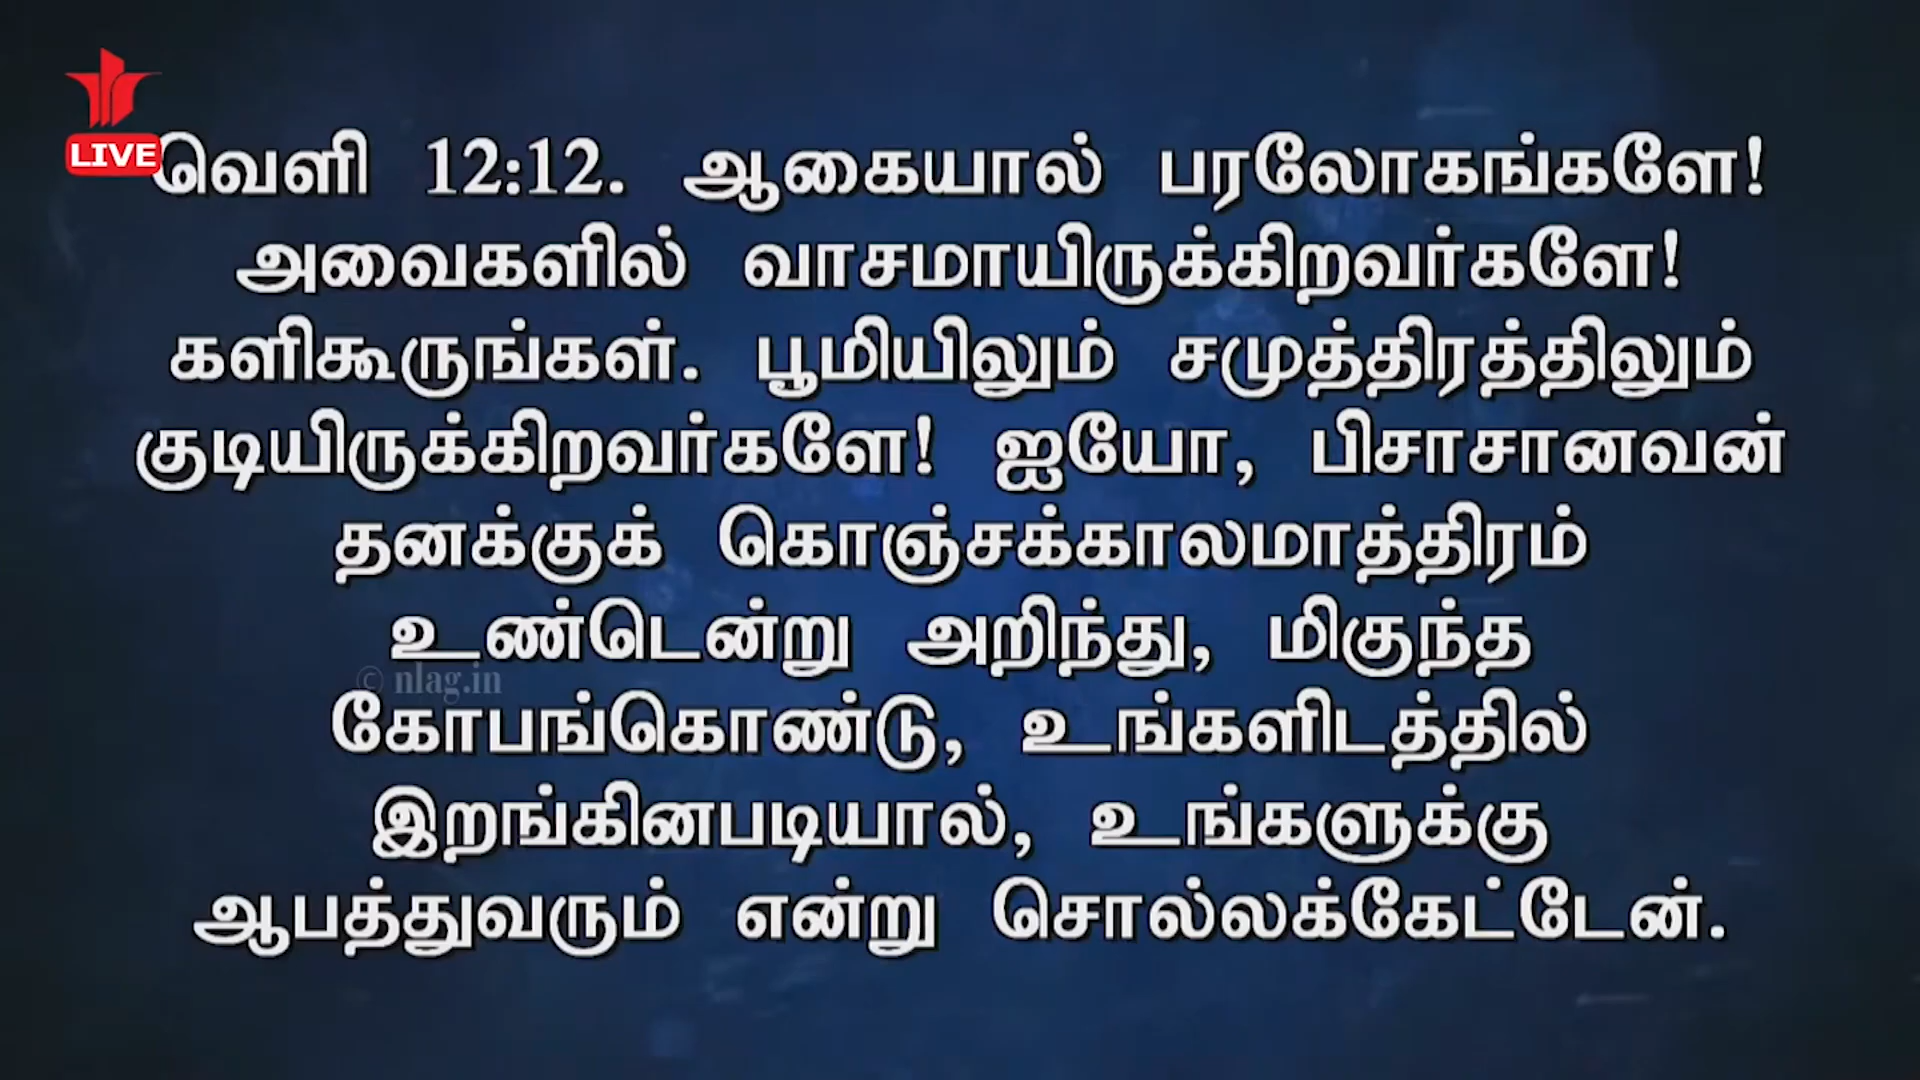 LIVE
வெளி 12:12. ஆகையால் பரலோகங்களே!
அவைகளில் வாசமாயிருக்கிறவர்களே!
களிகூருங்கள். பூமியிலும் சமுத்திரத்திலும்
குடியிருக்கிறவர்களே! ஐயோ, பிசாசானவன்
தனக்குக் கொஞ்சக்காலமாத்திரம்
உண்டென்று அறிந்து, மிகுந்த
© nlag.in
கோபங்கொண்டு, உங்களிடத்தில்
இறங்கினபடியால், உங்களுக்கு
ஆபத்துவரும் என்று சொல்லக்கேட்டேன்.